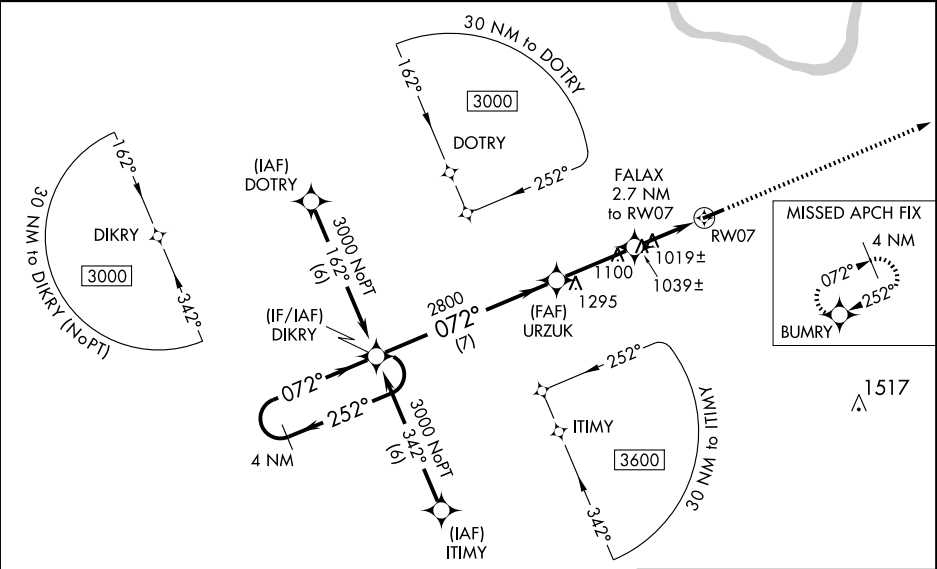 30 NM to DOTRY
162°
3000
DOTRY
252°
162°
DIKRY
3000
342°
30 NM to DIKRY (NoPT)
(IAF)
DOTRY
3000 NoPT
162°
(6)
FALAX
2.7 NM
to RW07
RW07
1019±
1100
1039±
1295
MISSED APCH FIX
4 NM
072°
252°
BUMRY
(IF/IAF)
DIKRY
2800
072°
(7)
(FAF)
URZUK
072°
252°
4 NM
3000 NoPT
342°
(6)
(IAF)
ITIMY
252°
ITIMY
3600
342°
30 NM to ITIMY
1517